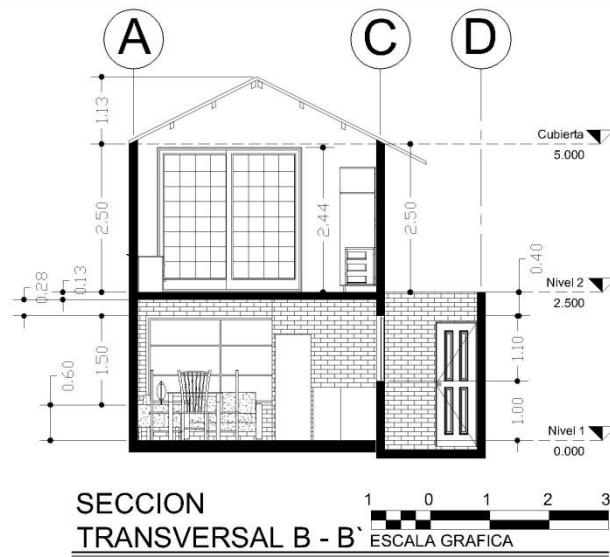 A C D
1.13
Cubierta
5.000
2.50
2.44
2.50
0.40
0.13
0.28
Nivel 2
2.500
1.50
1.10
0.60
1.00
Nivel 1
0.000
SECCION
TRANSVERSAL B - B`
1 0 1 2 3
ESCALA GRAFICA